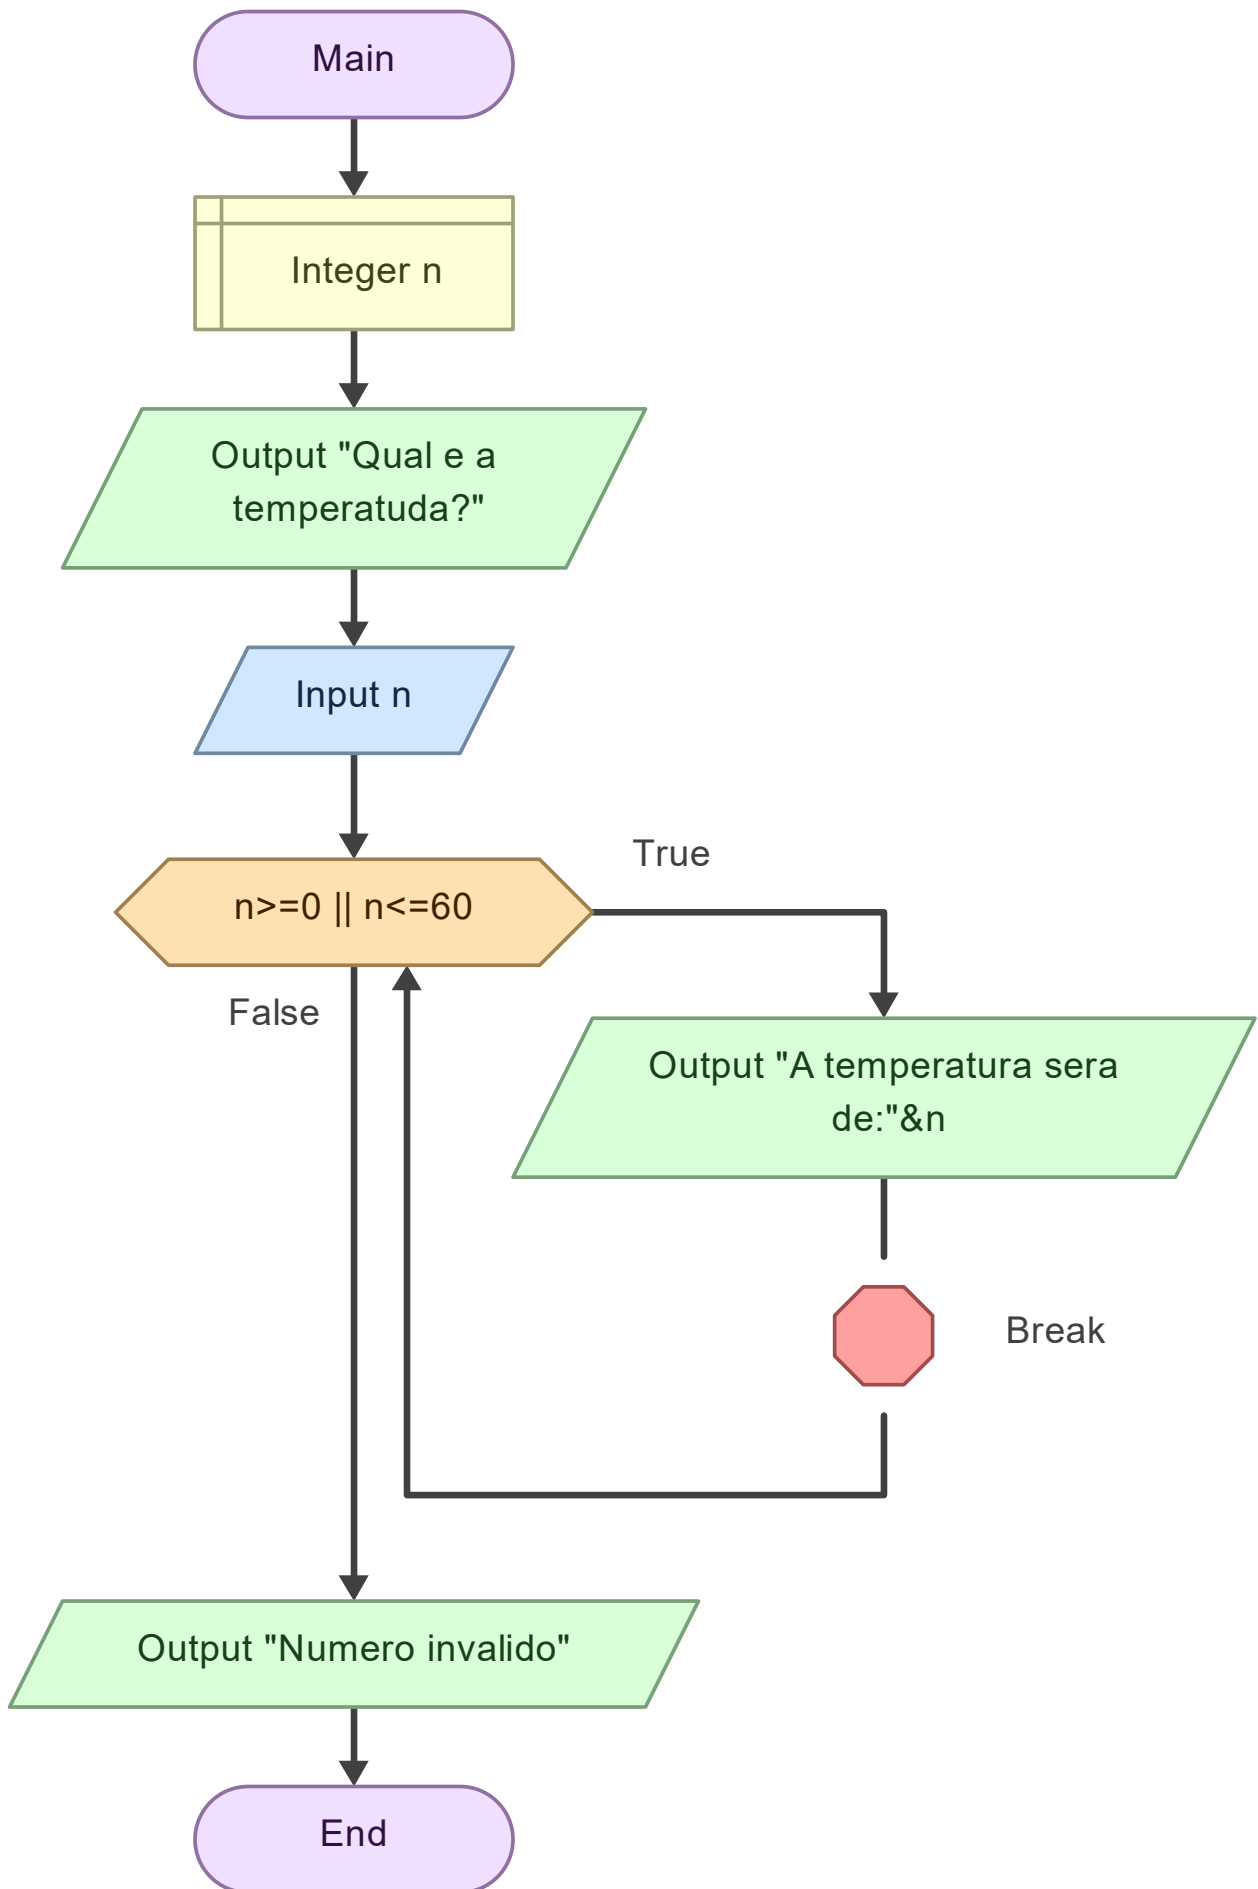 Main
Integer n
Output "Qual e a
temperatuda?"
Input n
n>=0 || n<=60
True
False
Output "A temperatura sera
de:"&n
Break
Output "Numero invalido"
End